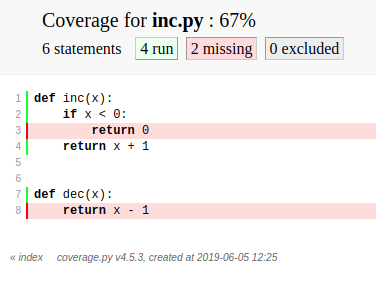 Coverage for inc.py : 67%
6 statements 4 run 2 missing 0 excluded
1 def inc(x):
2     if x < 0:
3         return 0
4     return x + 1
5
6
7 def dec(x):
8     return x - 1
« index coverage.py v4.5.3, created at 2019-06-05 12:25